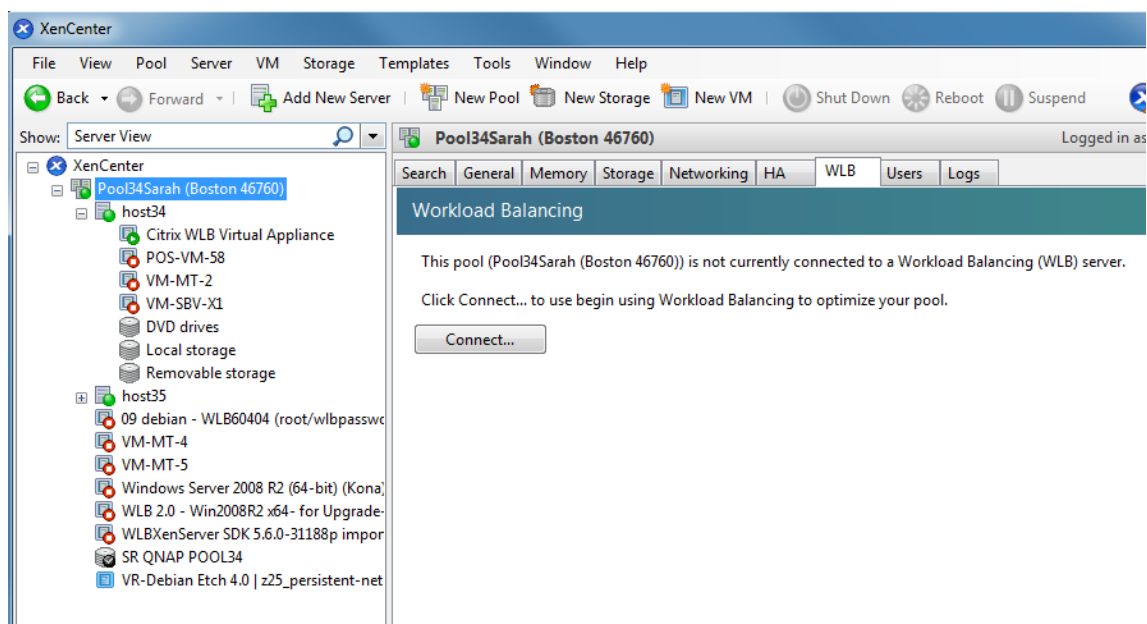 XenCenter
File View Pool Server VM Storage Templates Tools Window Help
Back Forward Add New Server New Pool New Storage New VM Shut Down Reboot Suspend
Show: Server View
Pool34Sarah (Boston 46760) Logged in as
XenCenter
Pool34Sarah (Boston 46760)
host34
Citrix WLB Virtual Appliance
POS-VM-58
VM-MT-2
VM-SBV-X1
DVD drives
Local storage
Removable storage
host35
09 debian - WLB60404 (root/wlbpasswo
VM-MT-4
VM-MT-5
Windows Server 2008 R2 (64-bit) (Kona)
WLB 2.0 - Win2008R2 x64- for Upgrade-
WLBXenServer SDK 5.6.0-31188p impor
SR QNAP POOL34
VR-Debian Etch 4.0 | z25_persistent-net
Search General Memory Storage Networking HA WLB Users Logs
Workload Balancing
This pool (Pool34Sarah (Boston 46760)) is not currently connected to a Workload Balancing (WLB) server.
Click Connect... to use begin using Workload Balancing to optimize your pool.
Connect...